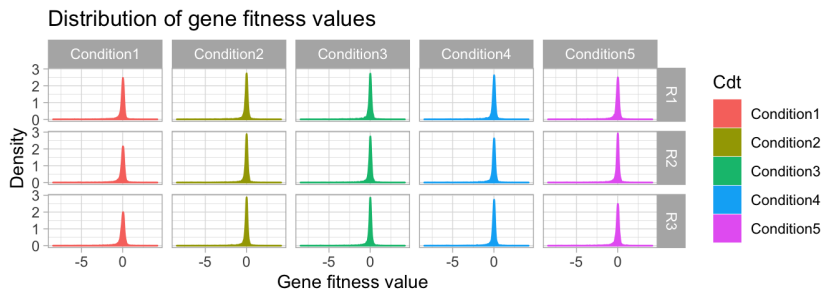 Distribution of gene fitness values
Condition1 Condition2 Condition3 Condition4 Condition5
3
2
1
0
R1
3
2
1
0
R2
3
2
1
0
R3
Density
-5 0 -5 0 -5 0 -5 0 -5 0
Gene fitness value
Cdt
Condition1
Condition2
Condition3
Condition4
Condition5